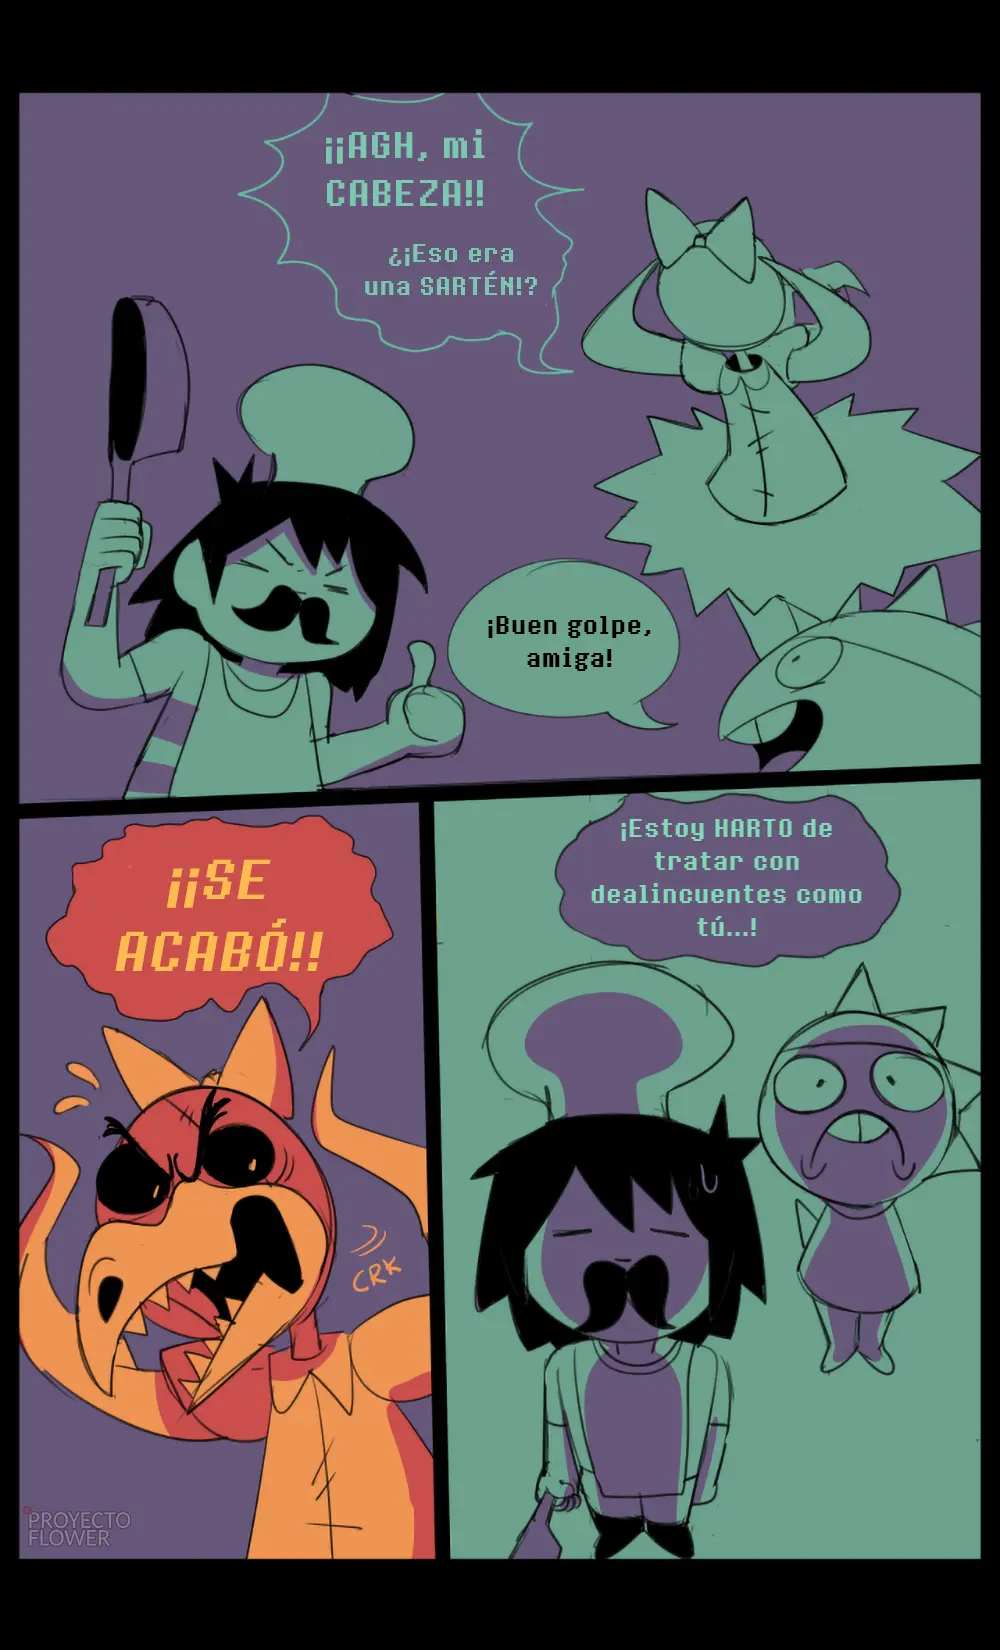 ¡¡AGH, mi
CABEZA!!
¿¡Eso era
una SARTÉN!?
¡Buen golpe,
amiga!
¡¡SE
ACABÓ!!
¡Estoy HARTO de
tratar con
dealincuentes como
tú...!
CRK
PROYECTO
FLOWER